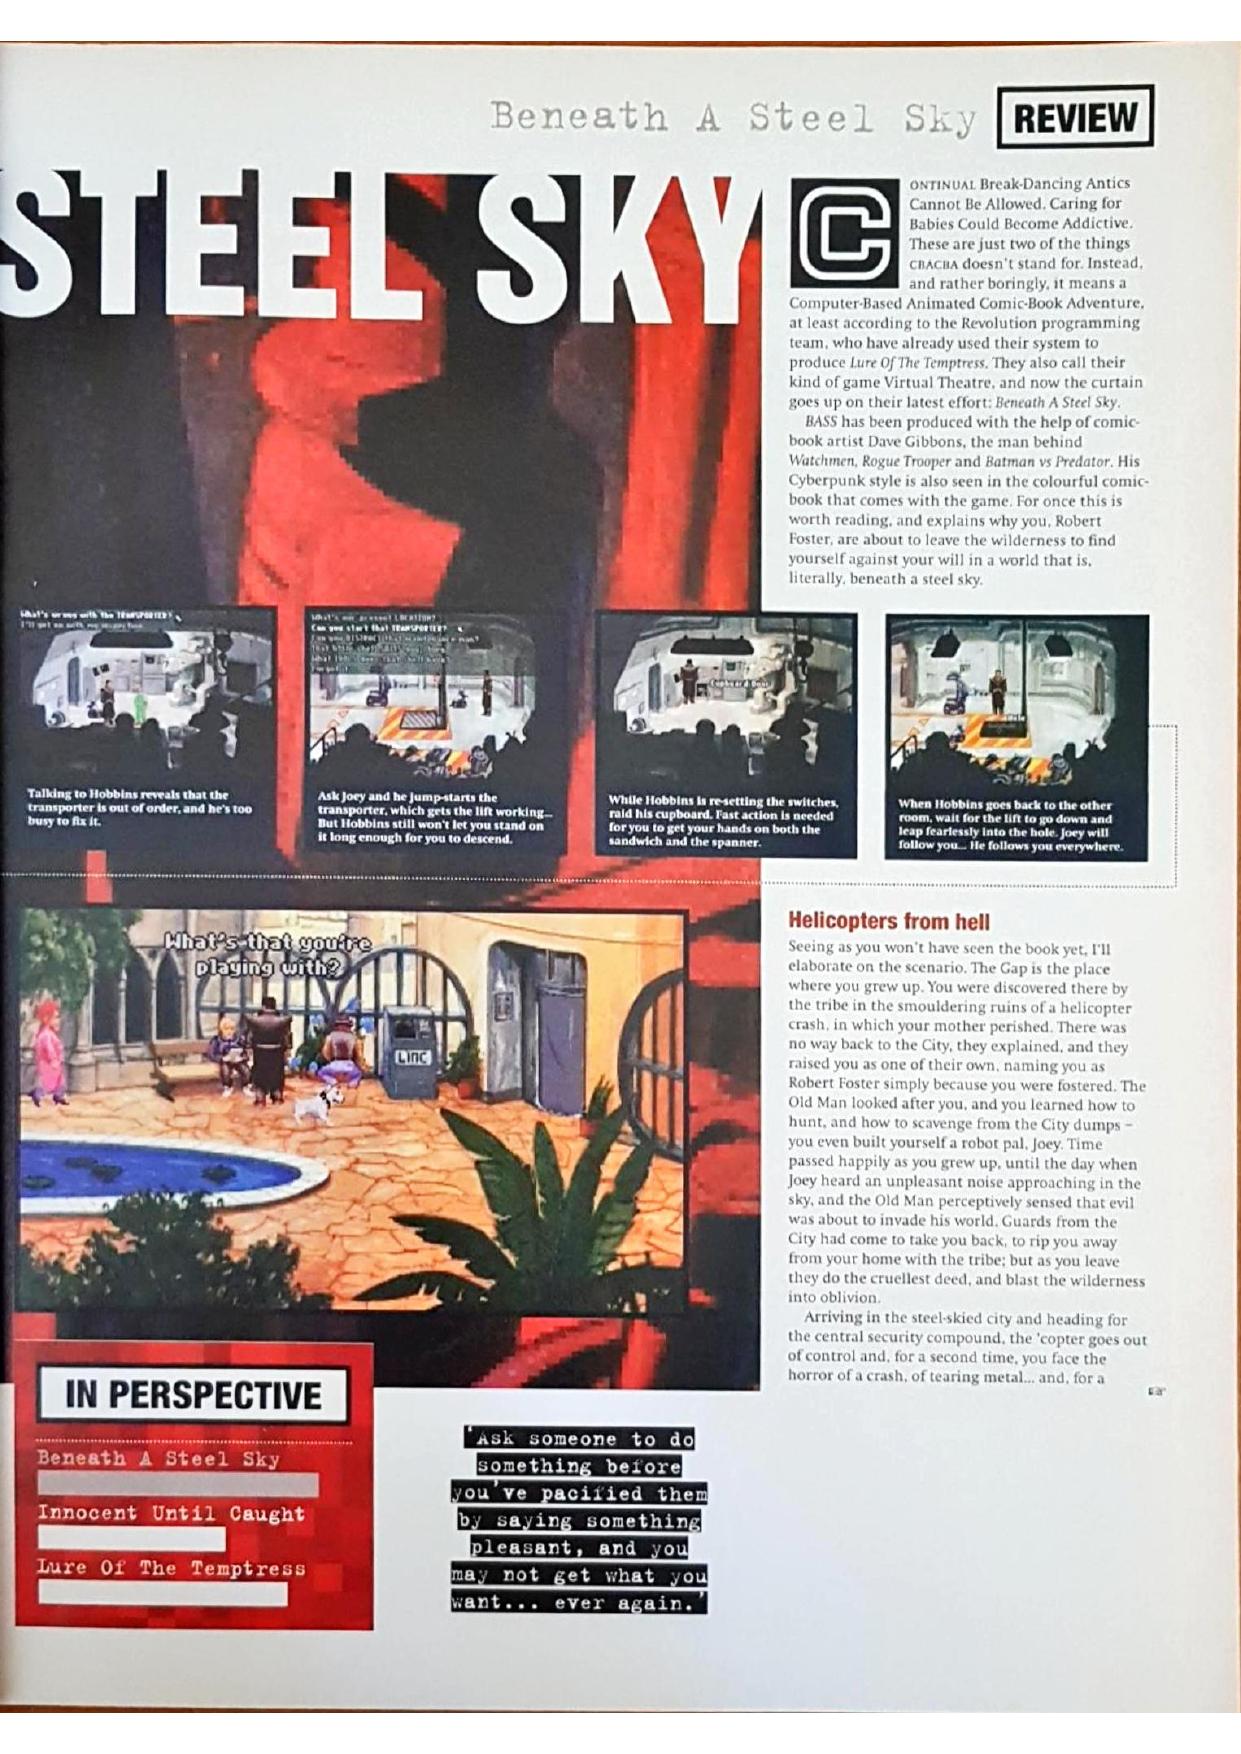 Beneath A Steel Sky REVIEW
STEEL SKY
CONTINUAL Break-Dancing Antics
Cannot Be Allowed. Caring for
Babies Could Become Addictive.
These are just two of the things
CBACBA doesn't stand for. Instead,
and rather boringly, it means a
Computer-Based Animated Comic-Book Adventure,
at least according to the Revolution programming
team, who have already used their system to
produce Lure Of The Temptress. They also call their
kind of game Virtual Theatre, and now the curtain
goes up on their latest effort: Beneath A Steel Sky.
BASS has been produced with the help of comic-
book artist Dave Gibbons, the man behind
Watchmen, Rogue Trooper and Batman vs Predator. His
Cyberpunk style is also seen in the colourful comic-
book that comes with the game. For once this is
worth reading, and explains why you, Robert
Foster, are about to leave the wilderness to find
yourself against your will in a world that is,
literally, beneath a steel sky.
What's wrong with the TRANSPORTER?
Talking to Hobbins reveals that the
transporter is out of order, and he's too
busy to fix it.
What's our present LOCATION?
Can you start that TRANSPORTER?
Ask Joey and he jump-starts the
transporter, which gets the lift working...
But Hobbins still won't let you stand on
it long enough for you to descend.
Cupboard Door
While Hobbins is re-setting the switches,
raid his cupboard. Fast action is needed
for you to get your hands on both the
sandwich and the spanner.
Hole
When Hobbins goes back to the other
room, wait for the lift to go down and
leap fearlessly into the hole. Joey will
follow you... He follows you everywhere.
What's that you're
playing with?
LINC
Helicopters from hell
Seeing as you won't have seen the book yet, I'll
elaborate on the scenario. The Gap is the place
where you grew up. You were discovered there by
the tribe in the smouldering ruins of a helicopter
crash, in which your mother perished. There was
no way back to the City, they explained, and they
raised you as one of their own, naming you as
Robert Foster simply because you were fostered. The
Old Man looked after you, and you learned how to
hunt, and how to scavenge from the City dumps –
you even built yourself a robot pal, Joey. Time
passed happily as you grew up, until the day when
Joey heard an unpleasant noise approaching in the
sky, and the Old Man perceptively sensed that evil
was about to invade his world. Guards from the
City had come to take you back, to rip you away
from your home with the tribe; but as you leave
they do the cruellest deed, and blast the wilderness
into oblivion.
Arriving in the steel-skied city and heading for
the central security compound, the 'copter goes out
of control and, for a second time, you face the
horror of a crash, of tearing metal... and, for a
IN PERSPECTIVE
Beneath A Steel Sky
Innocent Until Caught
Lure Of The Temptress
'Ask someone to do
something before
you've pacified them
by saying something
pleasant, and you
may not get what you
want... ever again.'